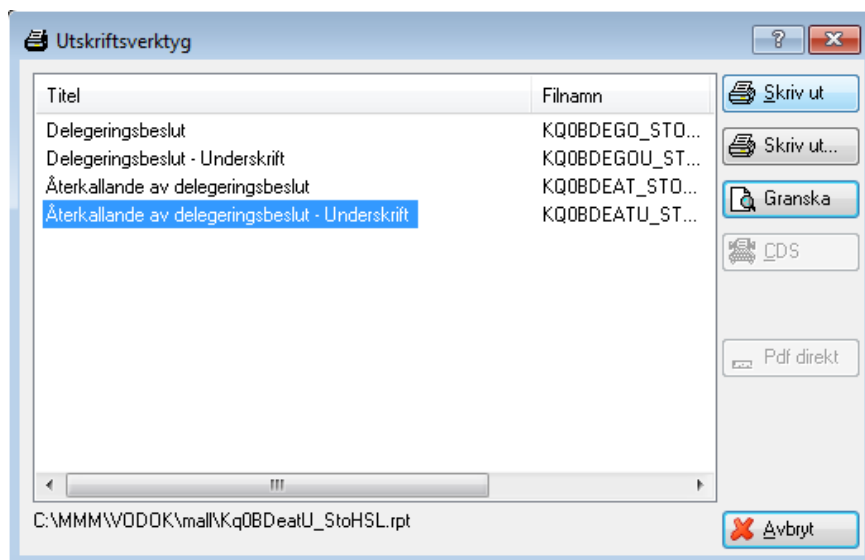 Utskriftsverktyg
Titel Filnamn
Delegeringsbeslut KQ0BDEGO_STO...
Delegeringsbeslut - Underskrift KQ0BDEGOU_ST...
Återkallande av delegeringsbeslut KQ0BDEAT_STO...
Återkallande av delegeringsbeslut - Underskrift KQ0BDEATU_ST...
Skriv ut
Skriv ut...
Granska
CDS
Pdf direkt
C:\MMM\VODOK\mall\Kq0BDeatU_StoHSL.rpt
Avbryt